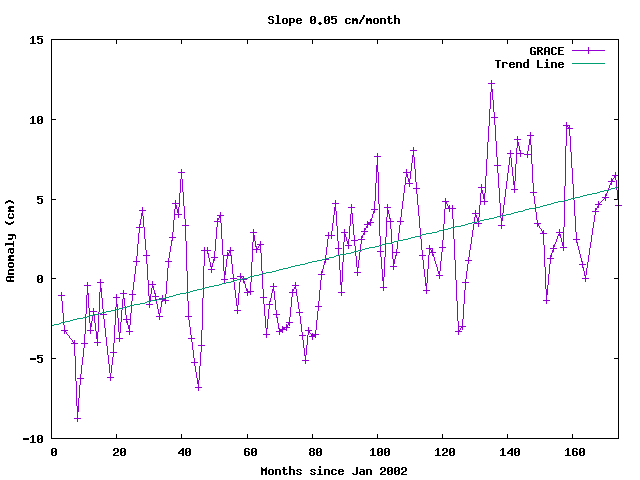 Slope 0.05 cm/month
GRACE
Trend Line
15
10
5
0
-5
-10
Anomaly (cm)
0 20 40 60 80 100 120 140 160
Months since Jan 2002